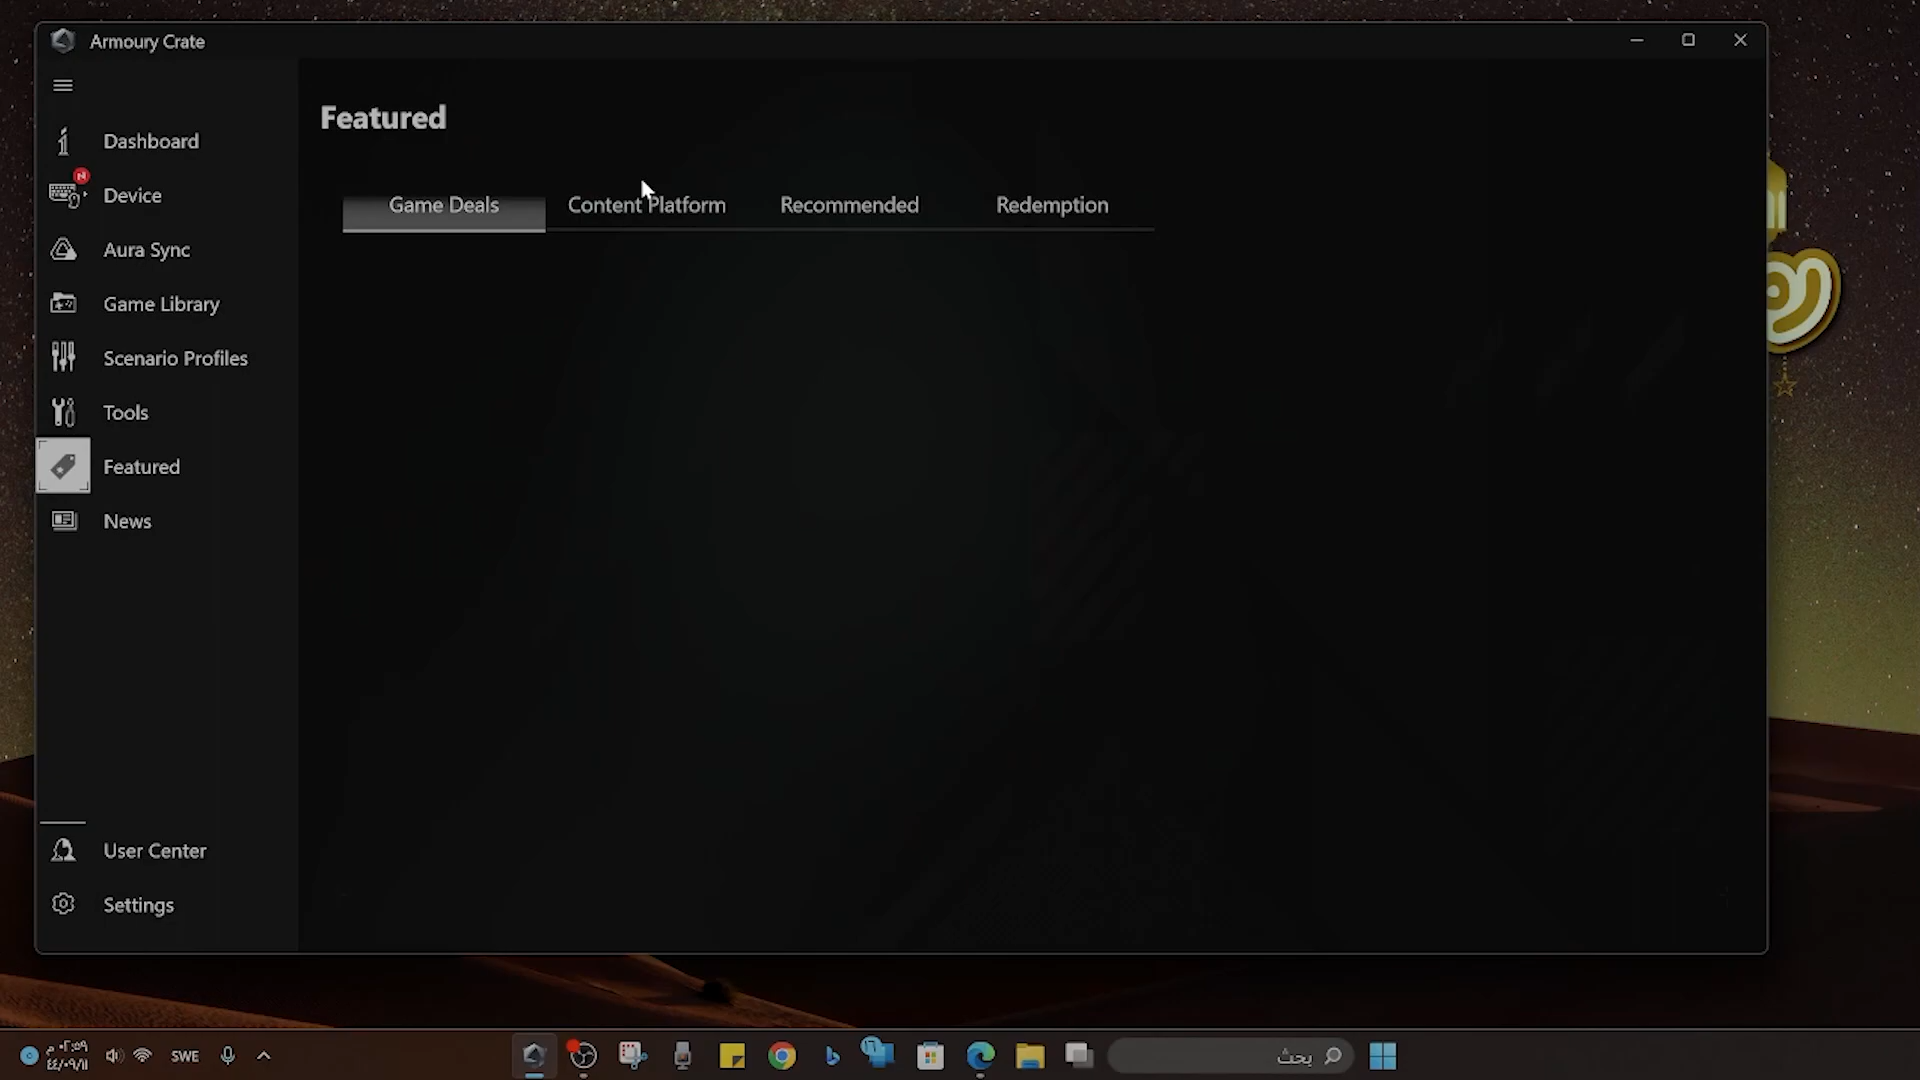 Armoury Crate
Dashboard
N
Device
Aura Sync
Game Library
Scenario Profiles
Tools
Featured
News
User Center
Settings
Featured
Game Deals
Content Platform
Recommended
Redemption
SWE
بحث